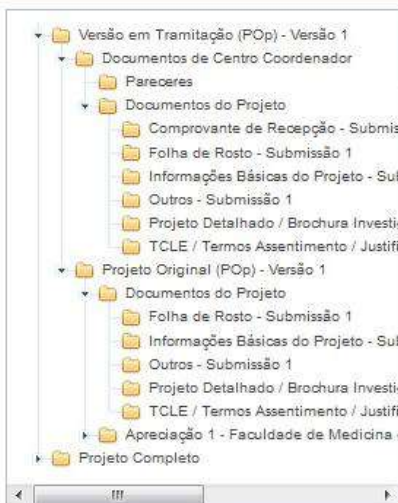 Versão em Tramitação (POp) - Versão 1
Documentos de Centro Coordenador
Pareceres
Documentos do Projeto
Comprovante de Recepção - Submis
Folha de Rosto - Submissão 1
Informações Básicas do Projeto - Sul
Outros - Submissão 1
Projeto Detalhado / Brochura Investi
TCLE / Termos Assentimento / Justifi
Projeto Original (POp) - Versão 1
Documentos do Projeto
Folha de Rosto - Submissão 1
Informações Básicas do Projeto - Sul
Outros - Submissão 1
Projeto Detalhado / Brochura Investi
TCLE / Termos Assentimento / Justifi
Apreciação 1 - Faculdade de Medicina
Projeto Completo